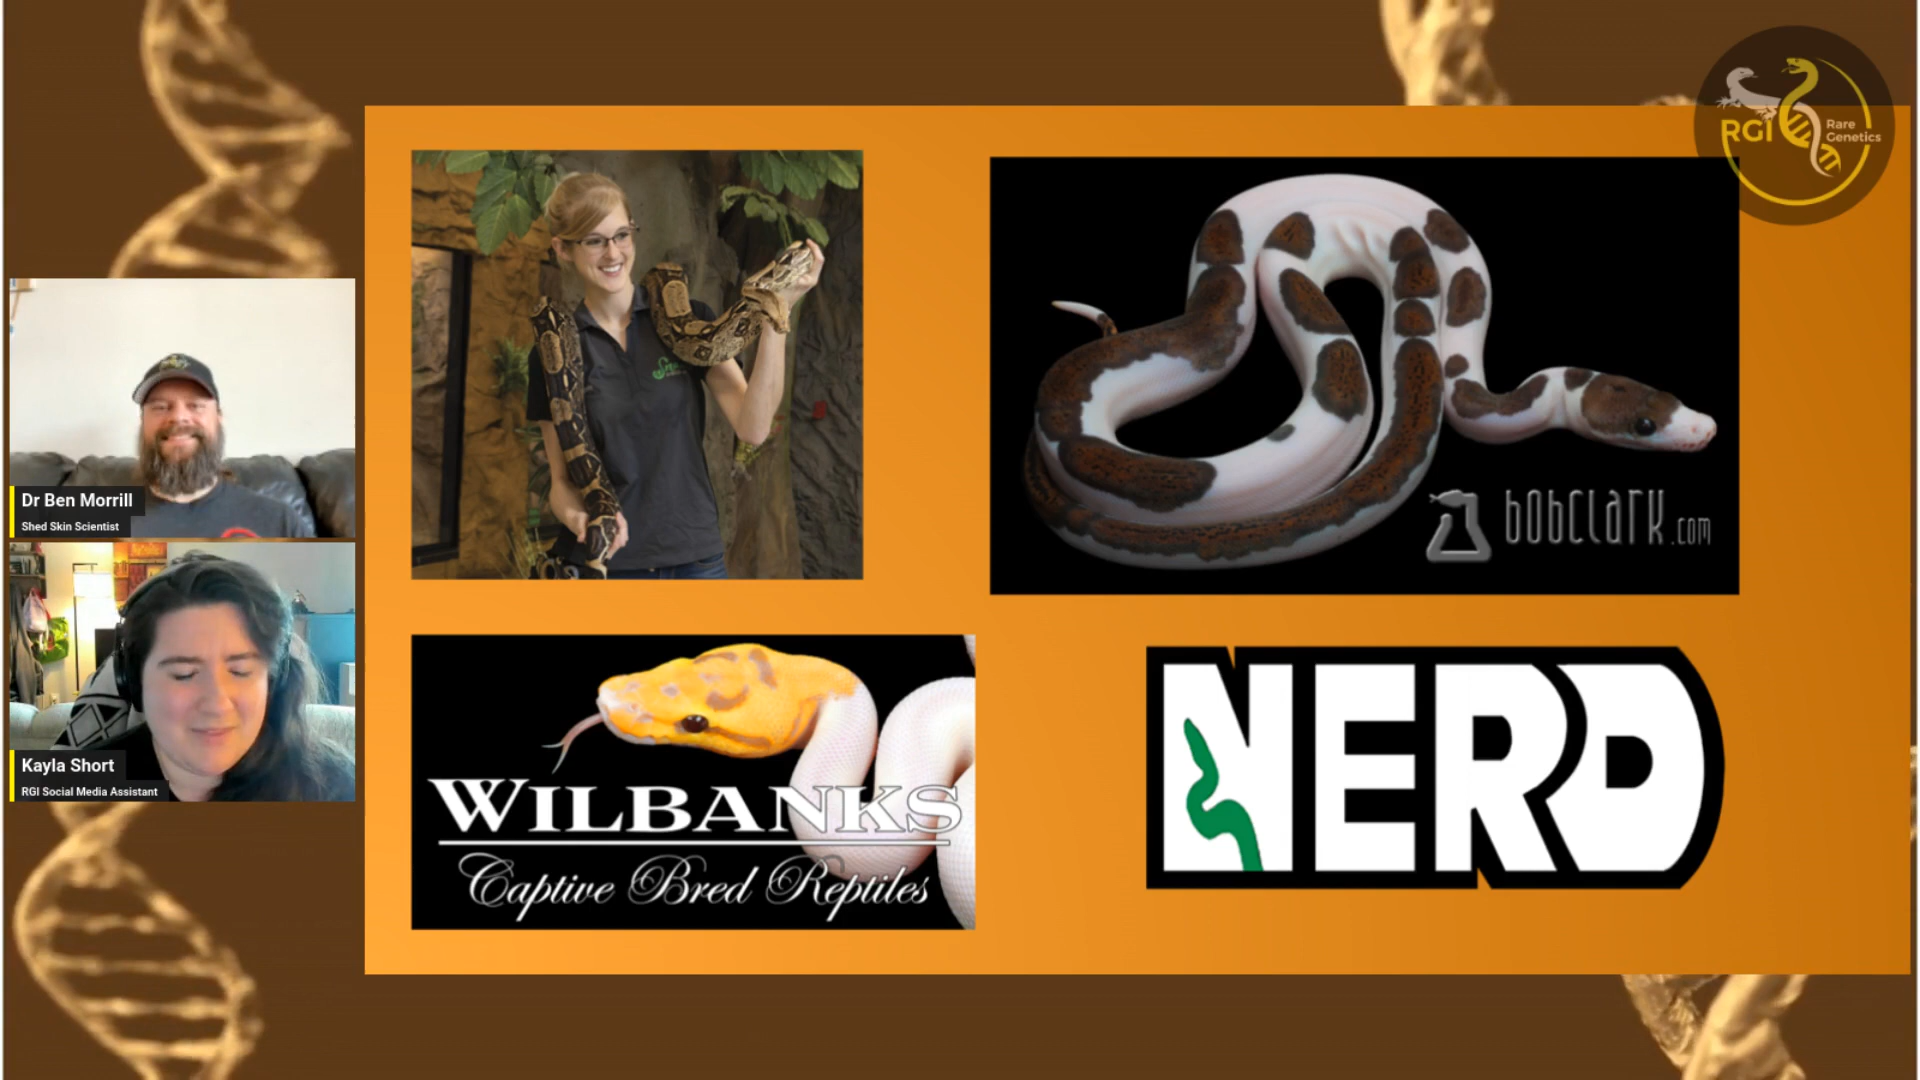 RGI
Rare
Genetics
Dr Ben Morrill
Shed Skin Scientist
Kayla Short
RGI Social Media Assistant
bobclark.com
WILBANKS
Captive Bred Reptiles
NERD